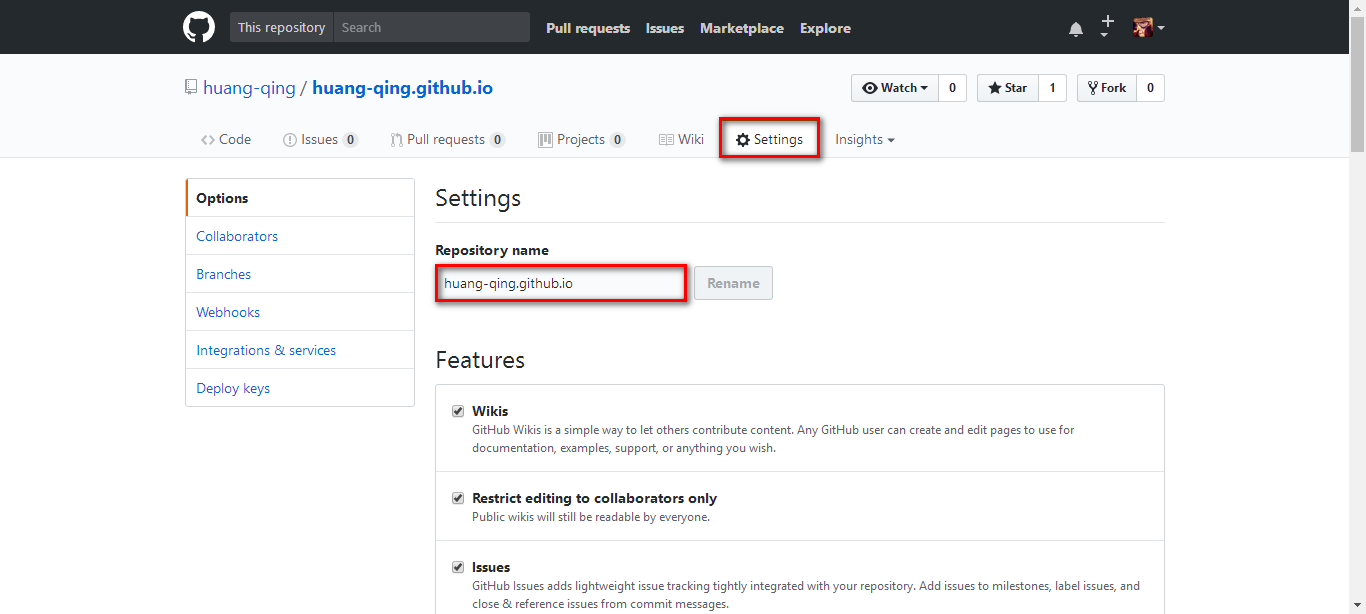 This repository Search Pull requests Issues Marketplace Explore
huang-qing / huang-qing.github.io Watch 0 Star 1 Fork 0
Code Issues 0 Pull requests 0 Projects 0 Wiki Settings Insights
Options
Collaborators
Branches
Webhooks
Integrations & services
Deploy keys
Settings
Repository name
huang-qing.github.io Rename
Features
Wikis
GitHub Wikis is a simple way to let others contribute content. Any GitHub user can create and edit pages to use for
documentation, examples, support, or anything you wish.
Restrict editing to collaborators only
Public wikis will still be readable by everyone.
Issues
GitHub Issues adds lightweight issue tracking tightly integrated with your repository. Add issues to milestones, label issues, and
close & reference issues from commit messages.